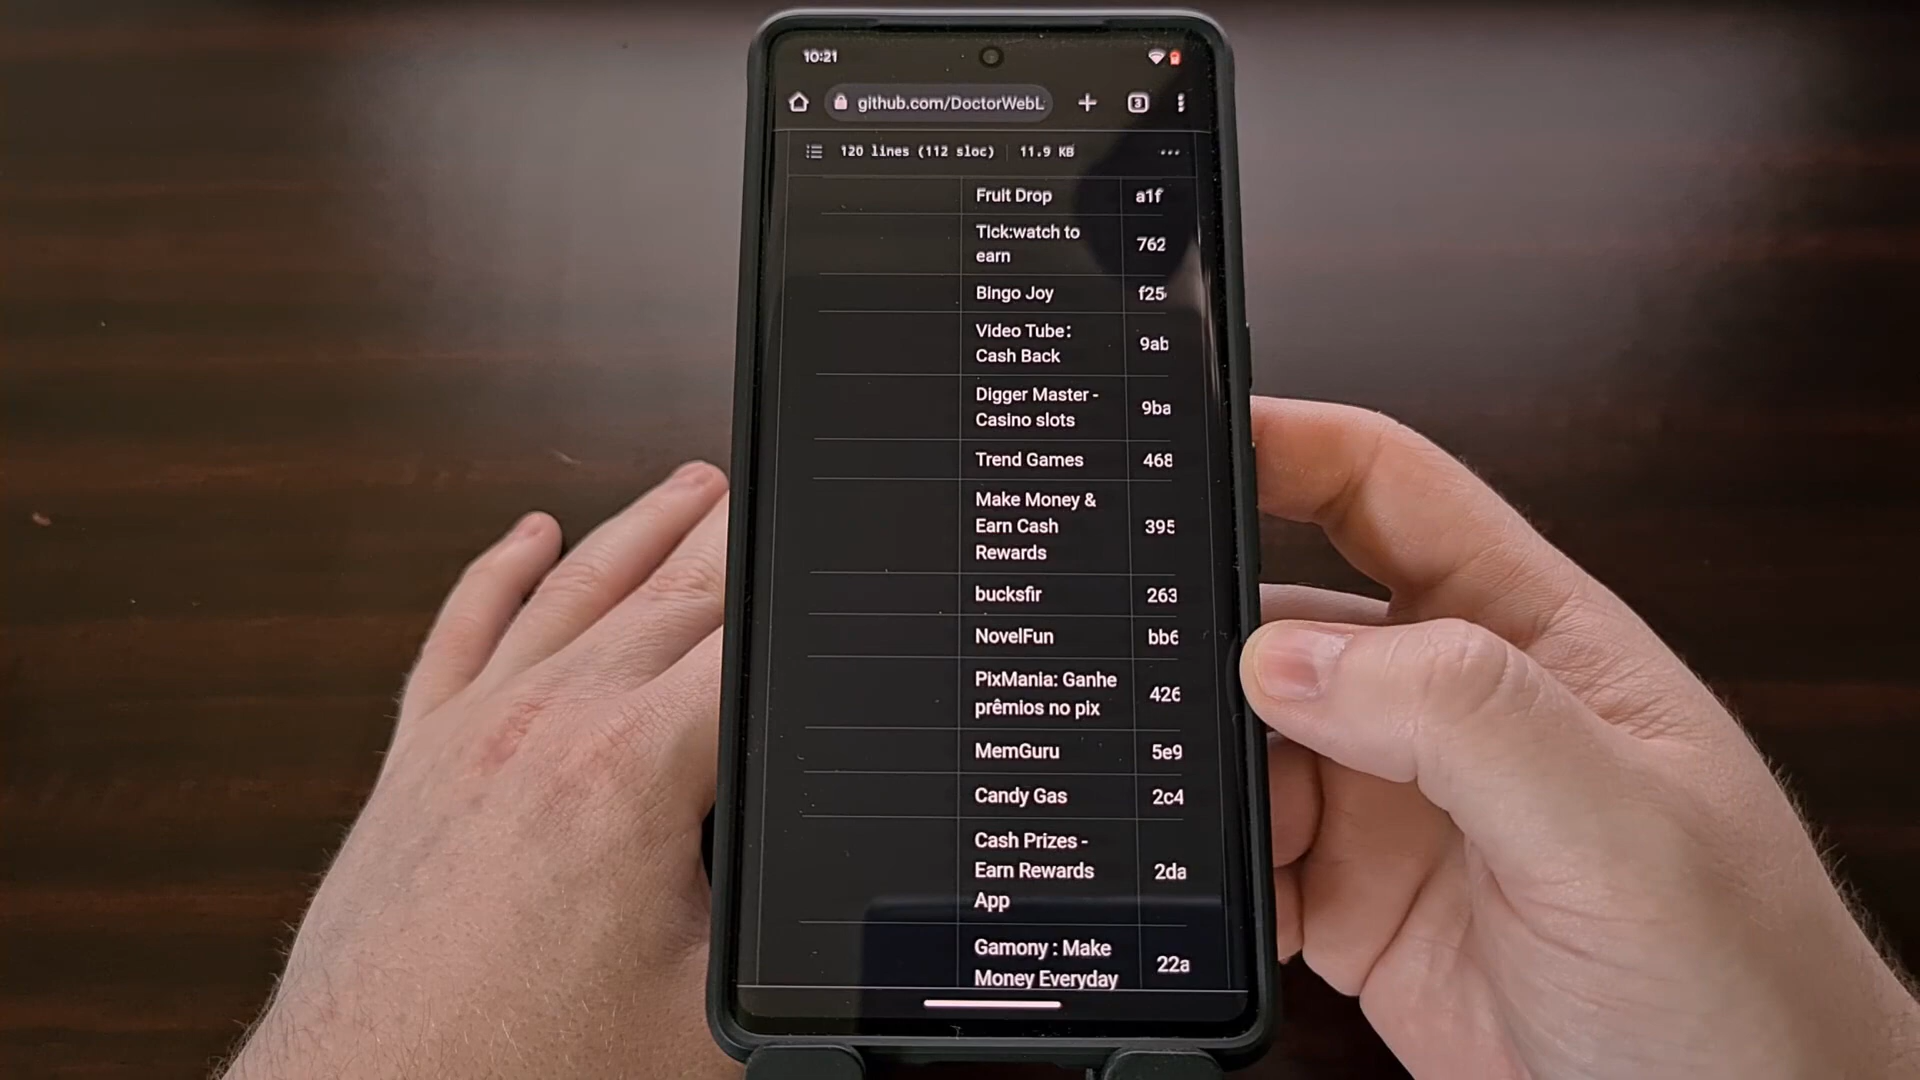 10:21
github.com/DoctorWebL
3
120 lines (112 sloc) 11.9 KB
Fruit Drop a1f
Tick:watch to
earn
762
Bingo Joy f25
Video Tube:
Cash Back
9ab
Digger Master -
Casino slots
9ba
Trend Games 468
Make Money &
Earn Cash
Rewards
395
bucksfir 263
NovelFun bb6
PixMania: Ganhe
prêmios no pix
426
MemGuru 5e9
Candy Gas 2c4
Cash Prizes -
Earn Rewards
App
2da
Gamony : Make
Money Everyday
22a